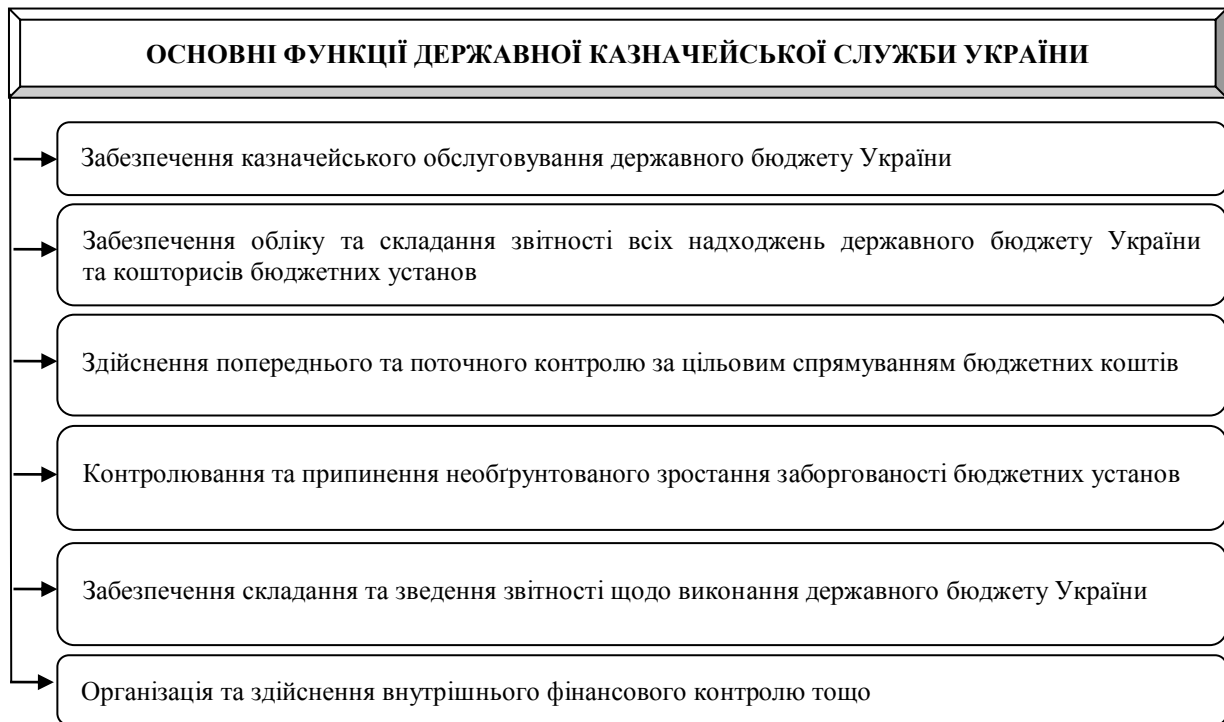 ОСНОВНІ ФУНКЦІЇ ДЕРЖАВНОЇ КАЗНАЧЕЙСЬКОЇ СЛУЖБИ УКРАЇНИ
Забезпечення казначейського обслуговування державного бюджету України
Забезпечення обліку та складання звітності всіх надходжень державного бюджету України
та кошторисів бюджетних установ
Здійснення попереднього та поточного контролю за цільовим спрямуванням бюджетних коштів
Контролювання та припинення необґрунтованого зростання заборгованості бюджетних установ
Забезпечення складання та зведення звітності щодо виконання державного бюджету України
Організація та здійснення внутрішнього фінансового контролю тощо